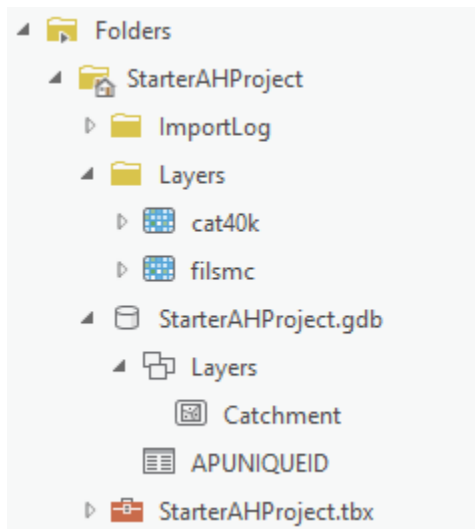 Folders
StarterAHProject
ImportLog
Layers
cat40k
filsmc
StarterAHProject.gdb
Layers
Catchment
APUNIQUEID
StarterAHProject.tbx